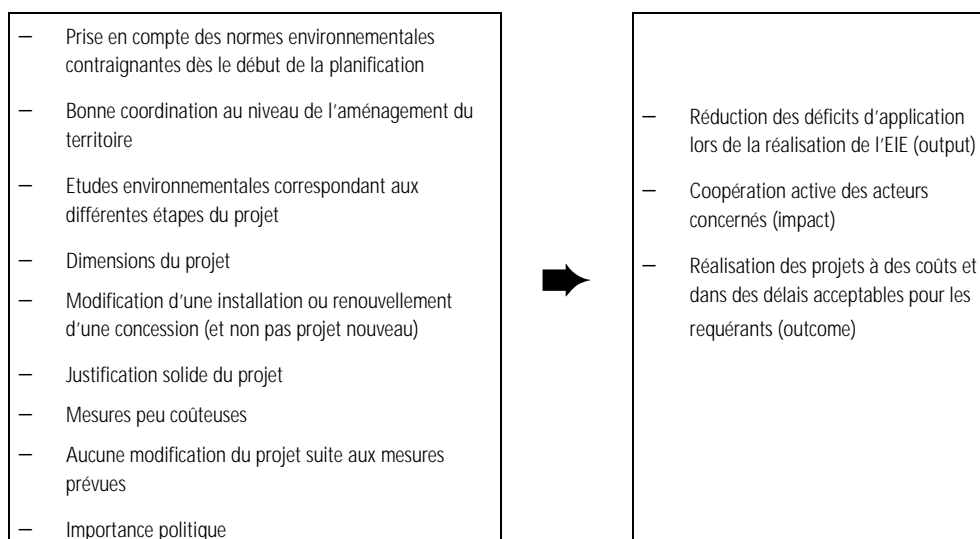 – Prise en compte des normes environnementales
contraignantes dès le début de la planification
– Bonne coordination au niveau de l'aménagement du
territoire
– Etudes environnementales correspondant aux
différentes étapes du projet
– Dimensions du projet
– Modification d'une installation ou renouvellement
d'une concession (et non pas projet nouveau)
– Justification solide du projet
– Mesures peu coûteuses
– Aucune modification du projet suite aux mesures
prévues
– Importance politique
– Réduction des déficits d'application
lors de la réalisation de l'EIE (output)
– Coopération active des acteurs
concernés (impact)
– Réalisation des projets à des coûts et
dans des délais acceptables pour les
requérants (outcome)